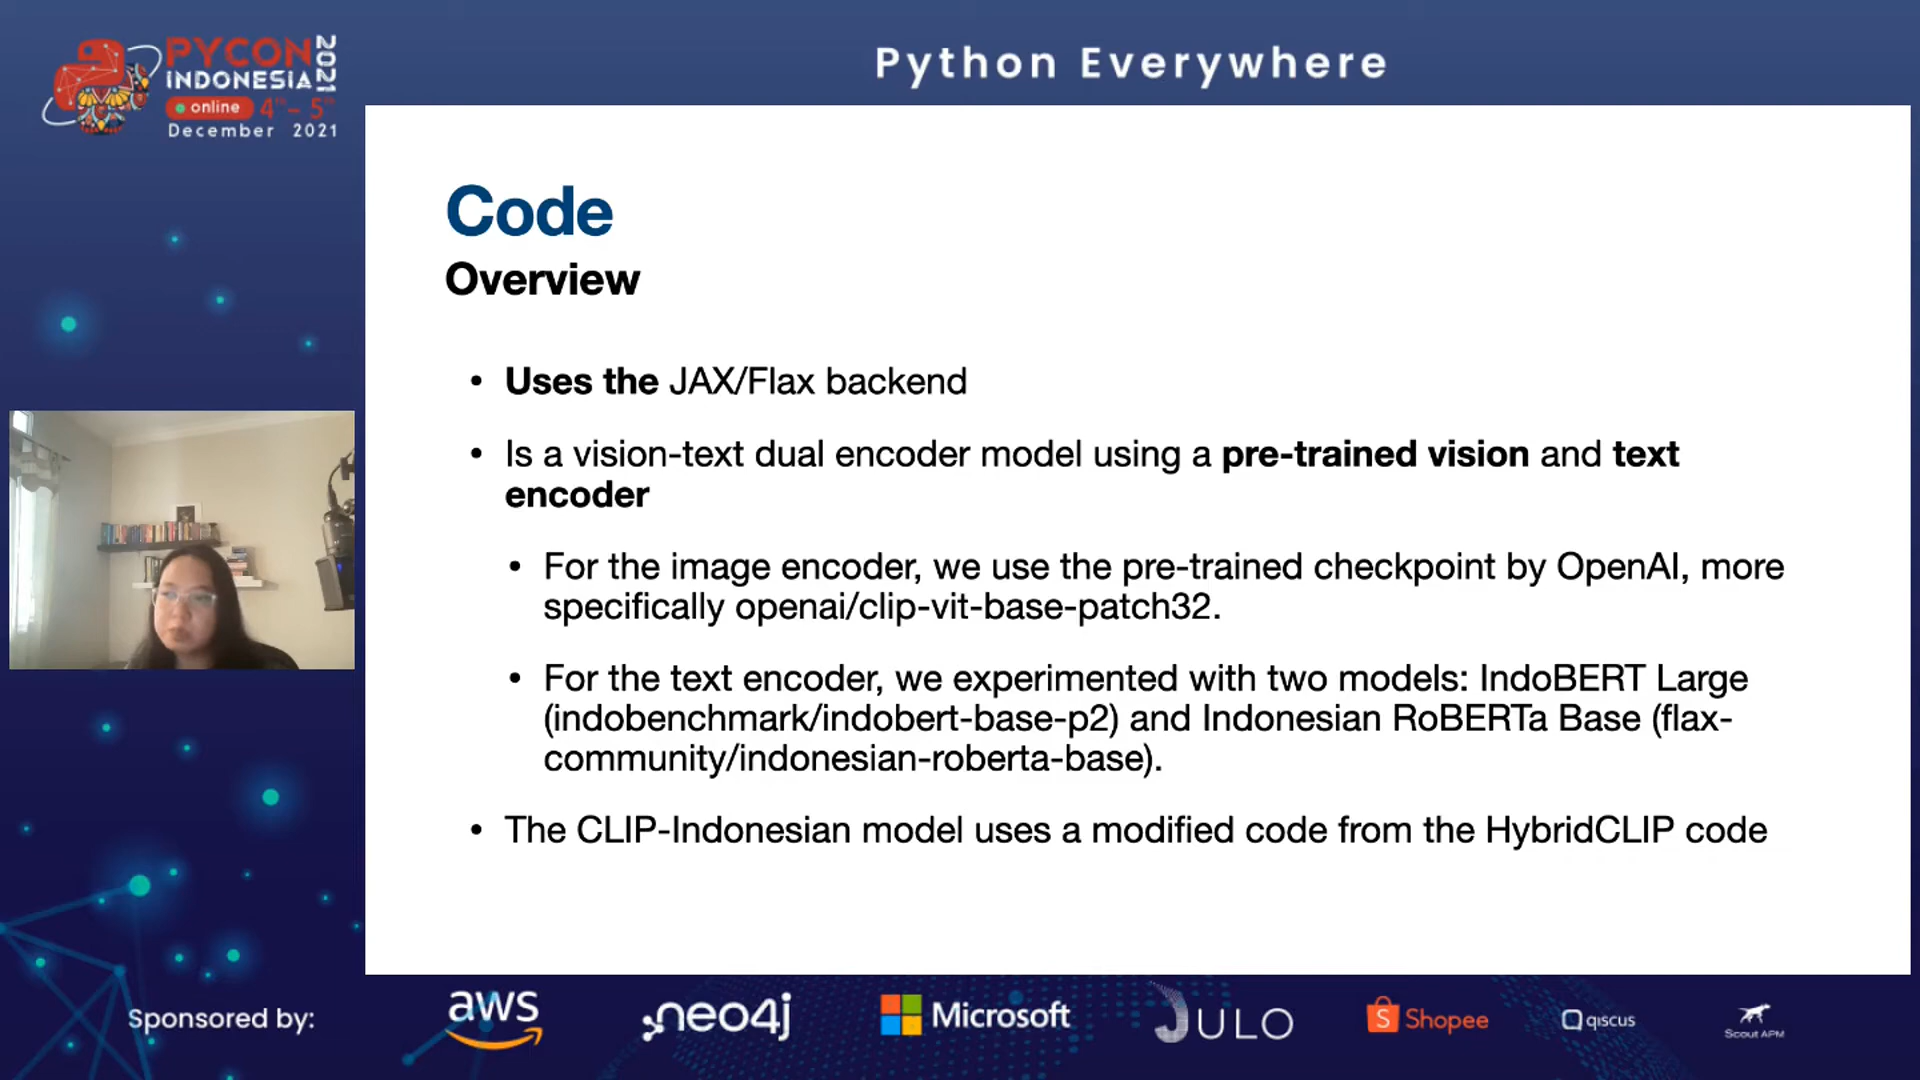 PYCON 2021
INDONESIA
online 4th – 5th
December 2021
Python Everywhere
Code
Overview
• Uses the JAX/Flax backend
• Is a vision-text dual encoder model using a pre-trained vision and text
encoder
• For the image encoder, we use the pre-trained checkpoint by OpenAI, more
specifically openai/clip-vit-base-patch32.
• For the text encoder, we experimented with two models: IndoBERT Large
(indobenchmark/indobert-base-p2) and Indonesian RoBERTa Base (flax-
community/indonesian-roberta-base).
• The CLIP-Indonesian model uses a modified code from the HybridCLIP code
Sponsored by:
aws
neo4j
Microsoft
JULO
Shopee
qiscus
Scout APM